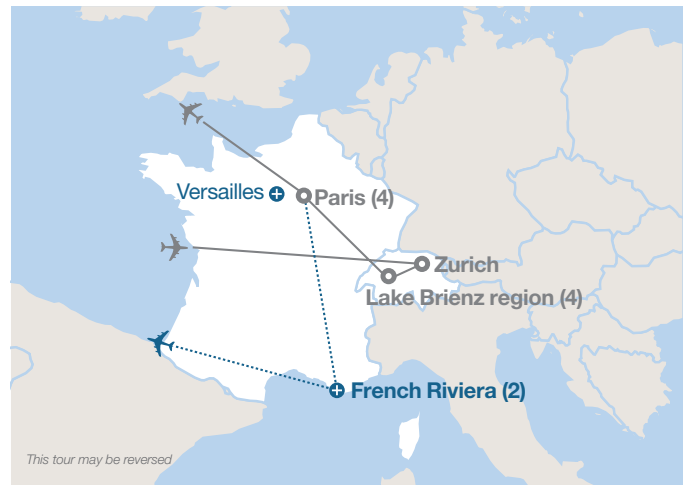 Versailles
Paris (4)
Zurich
Lake Brienz region (4)
French Riviera (2)
This tour may be reversed